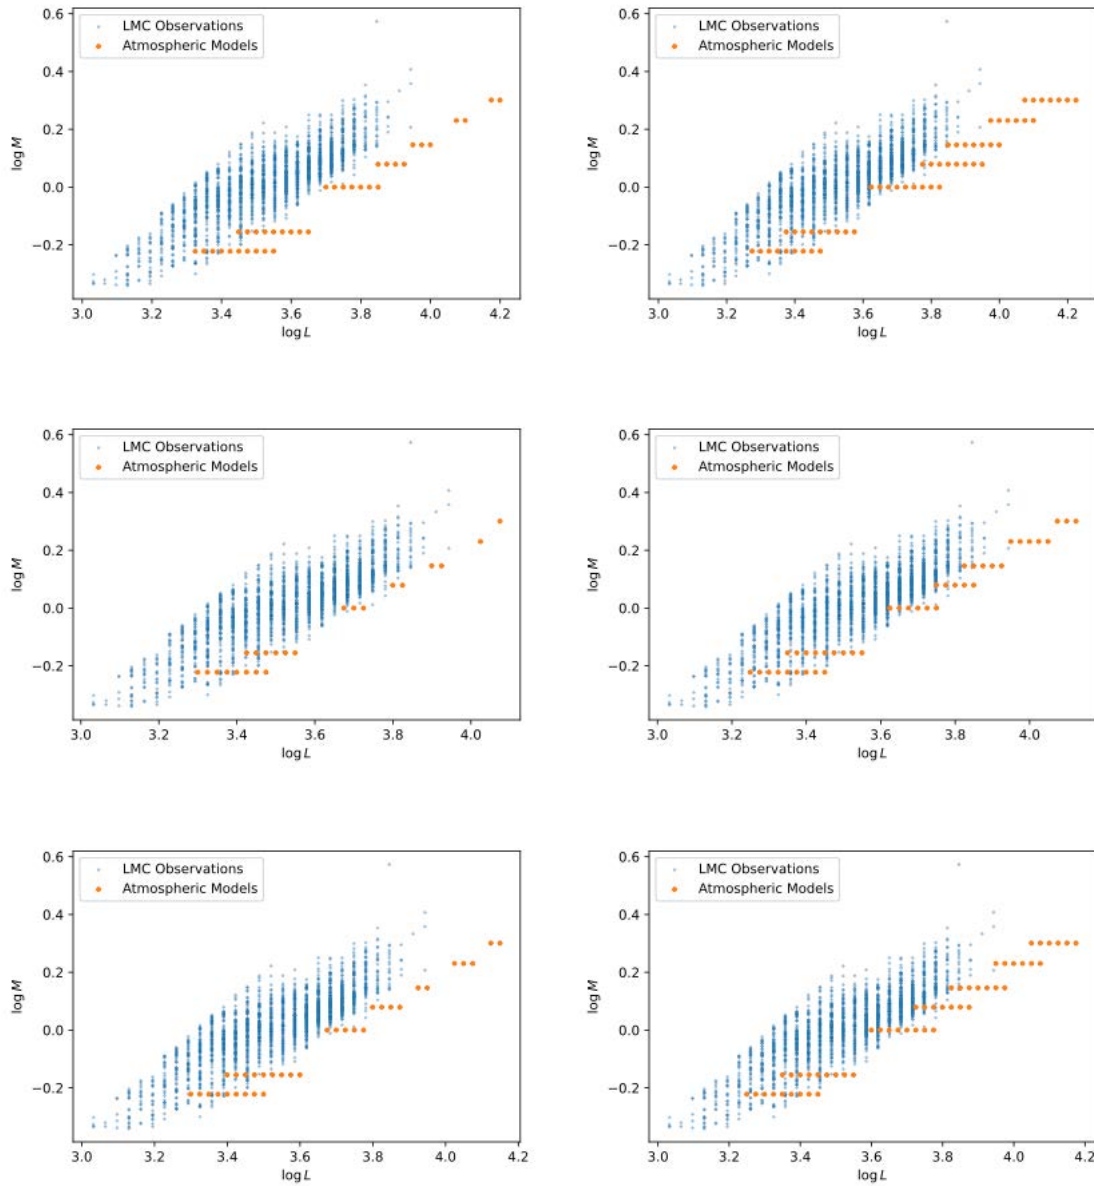 0.6
0.4
0.2
0.0
−0.2
log M
LMC Observations
Atmospheric Models
3.0 3.2 3.4 3.6 3.8 4.0 4.2
log L
0.6
0.4
0.2
0.0
−0.2
log M
LMC Observations
Atmospheric Models
3.0 3.2 3.4 3.6 3.8 4.0 4.2
log L
0.6
0.4
0.2
0.0
−0.2
log M
LMC Observations
Atmospheric Models
3.0 3.2 3.4 3.6 3.8 4.0
log L
0.6
0.4
0.2
0.0
−0.2
log M
LMC Observations
Atmospheric Models
3.0 3.2 3.4 3.6 3.8 4.0
log L
0.6
0.4
0.2
0.0
−0.2
log M
LMC Observations
Atmospheric Models
3.0 3.2 3.4 3.6 3.8 4.0 4.2
log L
0.6
0.4
0.2
0.0
−0.2
log M
LMC Observations
Atmospheric Models
3.0 3.2 3.4 3.6 3.8 4.0 4.2
log L